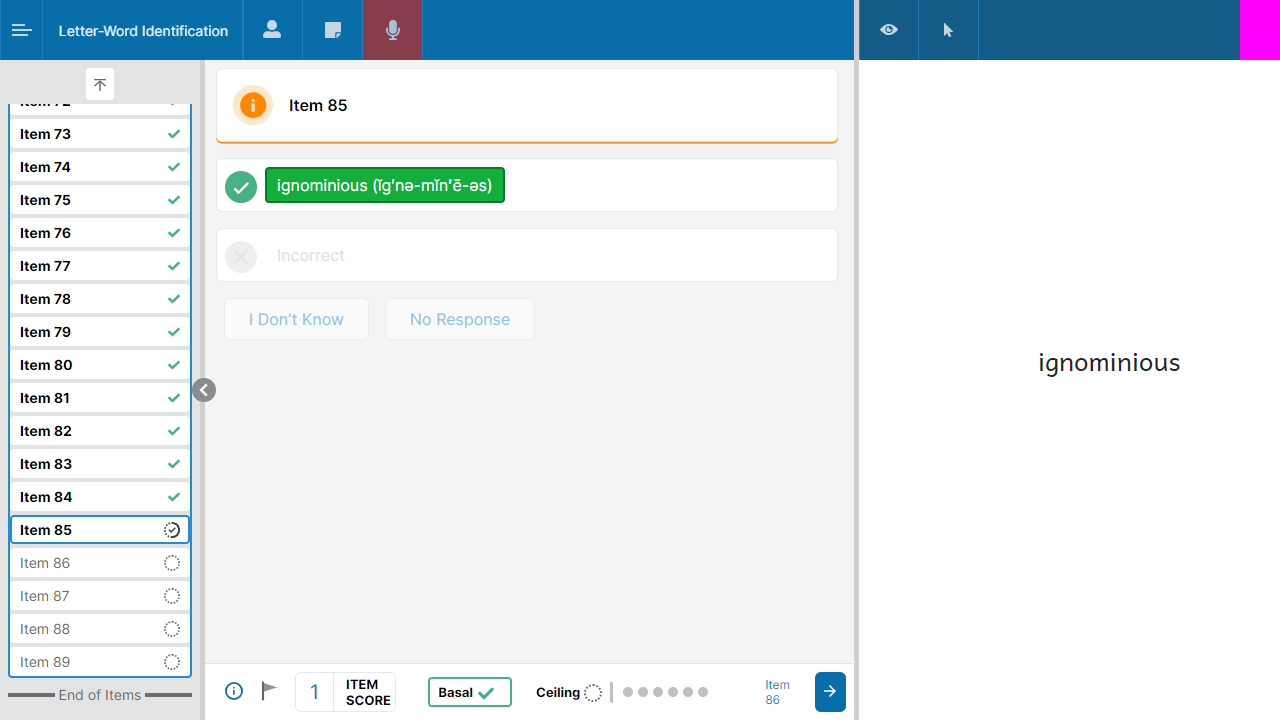 Letter-Word Identification
Item 72
Item 73
Item 74
Item 75
Item 76
Item 77
Item 78
Item 79
Item 80
Item 81
Item 82
Item 83
Item 84
Item 85
Item 86
Item 87
Item 88
Item 89
End of Items
Item 85
ignominious (ĭg′nə-mĭn′ē-əs)
Incorrect
I Don't Know
No Response
1
ITEM
SCORE
Basal
Ceiling
Item
86
ignominious